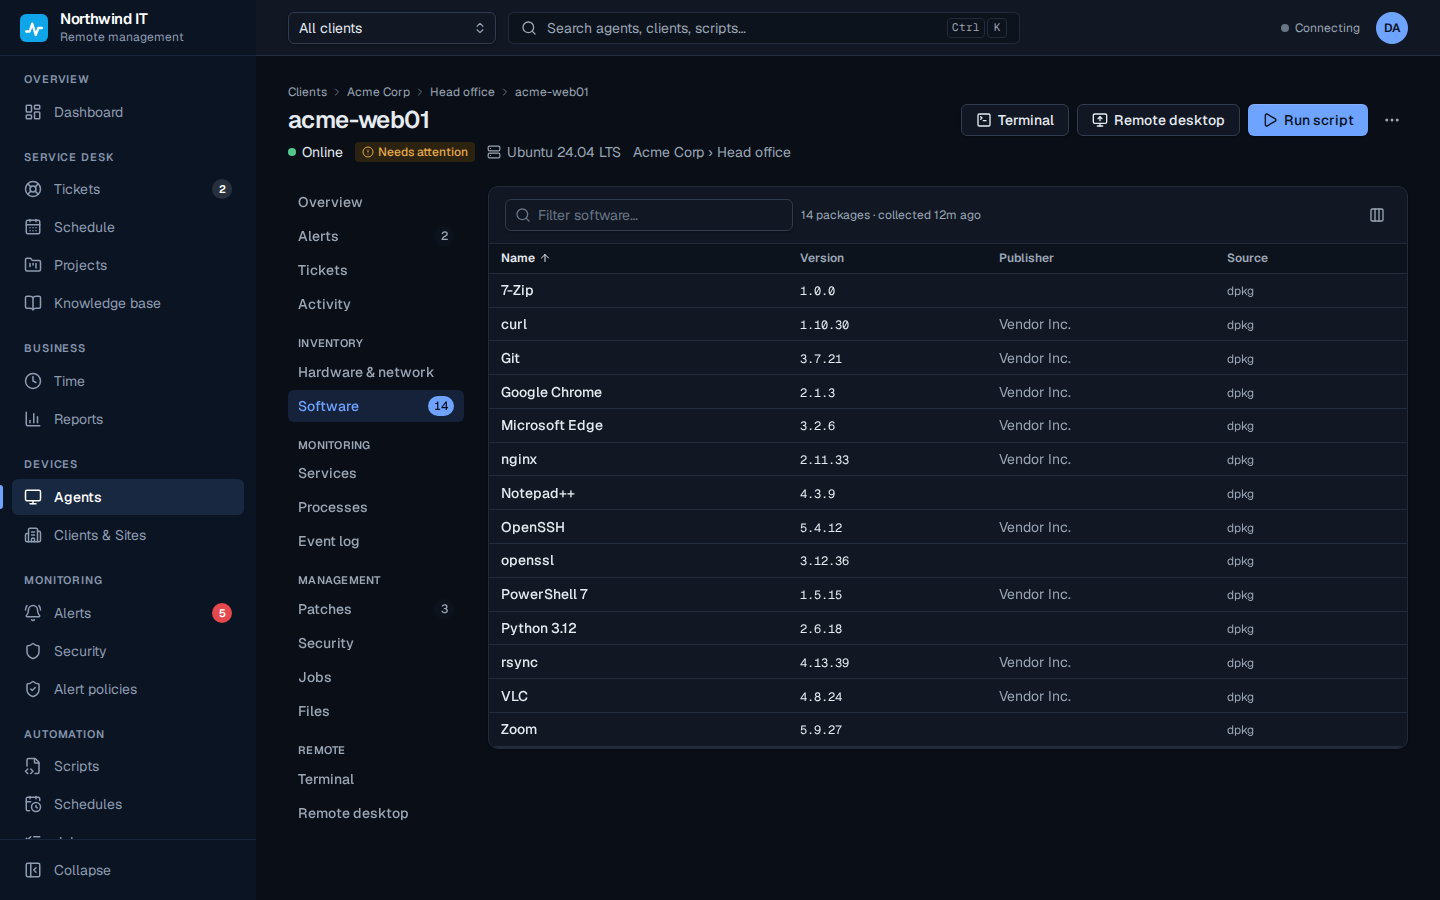 Northwind IT
Remote management
All clients
Search agents, clients, scripts...
Ctrl K
Connecting
DA
OVERVIEW
Dashboard
SERVICE DESK
Tickets 2
Schedule
Projects
Knowledge base
BUSINESS
Time
Reports
DEVICES
Agents
Clients & Sites
MONITORING
Alerts 5
Security
Alert policies
AUTOMATION
Scripts
Schedules
Collapse
Clients > Acme Corp > Head office > acme-web01
acme-web01
Terminal
Remote desktop
Run script
Online
Needs attention
Ubuntu 24.04 LTS
Acme Corp › Head office
Overview
Alerts 2
Tickets
Activity
INVENTORY
Hardware & network
Software 14
MONITORING
Services
Processes
Event log
MANAGEMENT
Patches 3
Security
Jobs
Files
REMOTE
Terminal
Remote desktop
Filter software...
14 packages · collected 12m ago
Name ↑ Version Publisher Source
7-Zip 1.0.0 dpkg
curl 1.10.30 Vendor Inc. dpkg
Git 3.7.21 Vendor Inc. dpkg
Google Chrome 2.1.3 Vendor Inc. dpkg
Microsoft Edge 3.2.6 Vendor Inc. dpkg
nginx 2.11.33 Vendor Inc. dpkg
Notepad++ 4.3.9 dpkg
OpenSSH 5.4.12 Vendor Inc. dpkg
openssl 3.12.36 dpkg
PowerShell 7 1.5.15 Vendor Inc. dpkg
Python 3.12 2.6.18 dpkg
rsync 4.13.39 Vendor Inc. dpkg
VLC 4.8.24 Vendor Inc. dpkg
Zoom 5.9.27 dpkg